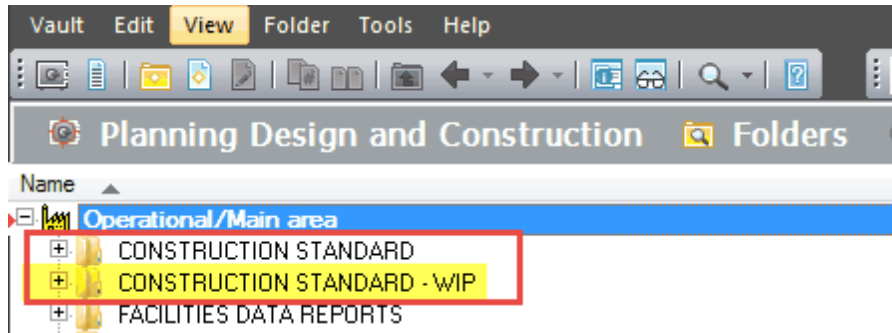 Vault Edit View Folder Tools Help
Planning Design and Construction Folders
Name
Operational/Main area
CONSTRUCTION STANDARD
CONSTRUCTION STANDARD - WIP
FACILITIES DATA REPORTS